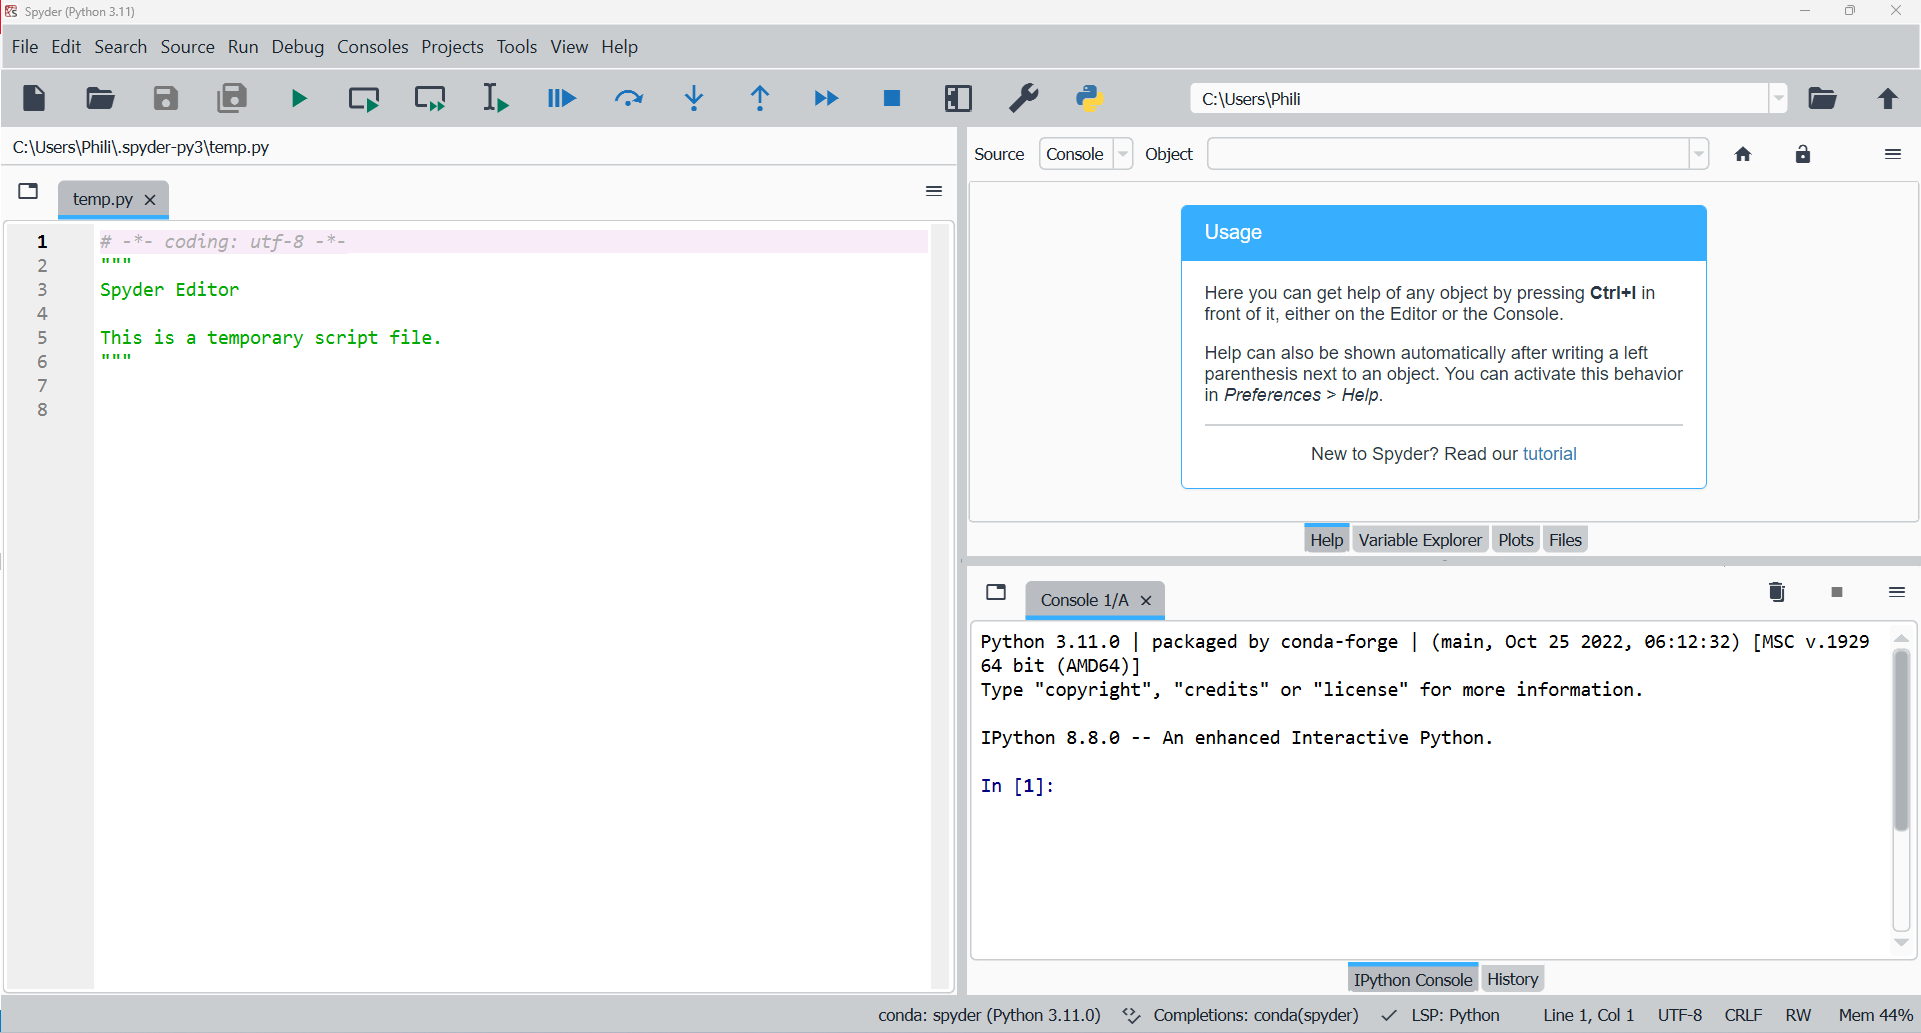 Spyder (Python 3.11)
File Edit Search Source Run Debug Consoles Projects Tools View Help
C:\Users\Phili
C:\Users\Phili\.spyder-py3\temp.py
temp.py
1 # -*- coding: utf-8 -*-
2 """
3 Spyder Editor
4
5 This is a temporary script file.
6 """
7
8
Source Console Object
Usage
Here you can get help of any object by pressing Ctrl+I in
front of it, either on the Editor or the Console.
Help can also be shown automatically after writing a left
parenthesis next to an object. You can activate this behavior
in Preferences > Help.
New to Spyder? Read our tutorial
Help Variable Explorer Plots Files
Console 1/A
Python 3.11.0 | packaged by conda-forge | (main, Oct 25 2022, 06:12:32) [MSC v.1929
64 bit (AMD64)]
Type "copyright", "credits" or "license" for more information.
IPython 8.8.0 -- An enhanced Interactive Python.
In [1]:
IPython Console History
conda: spyder (Python 3.11.0) Completions: conda(spyder) LSP: Python Line 1, Col 1 UTF-8 CRLF RW Mem 44%